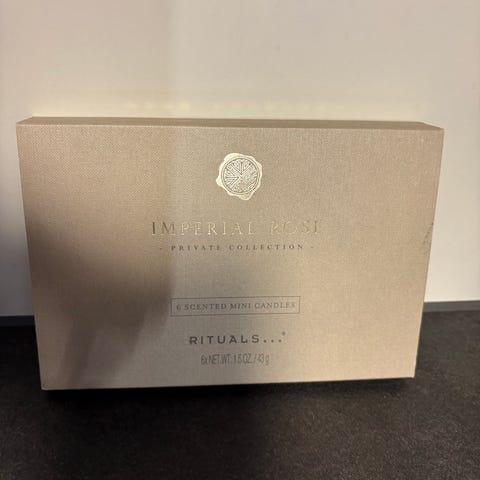 IMPERIAL ROSE
- PRIVATE COLLECTION -
6 SCENTED MINI CANDLES
RITUALS...®
6x NET.WT. 1.5 OZ. / 43 g